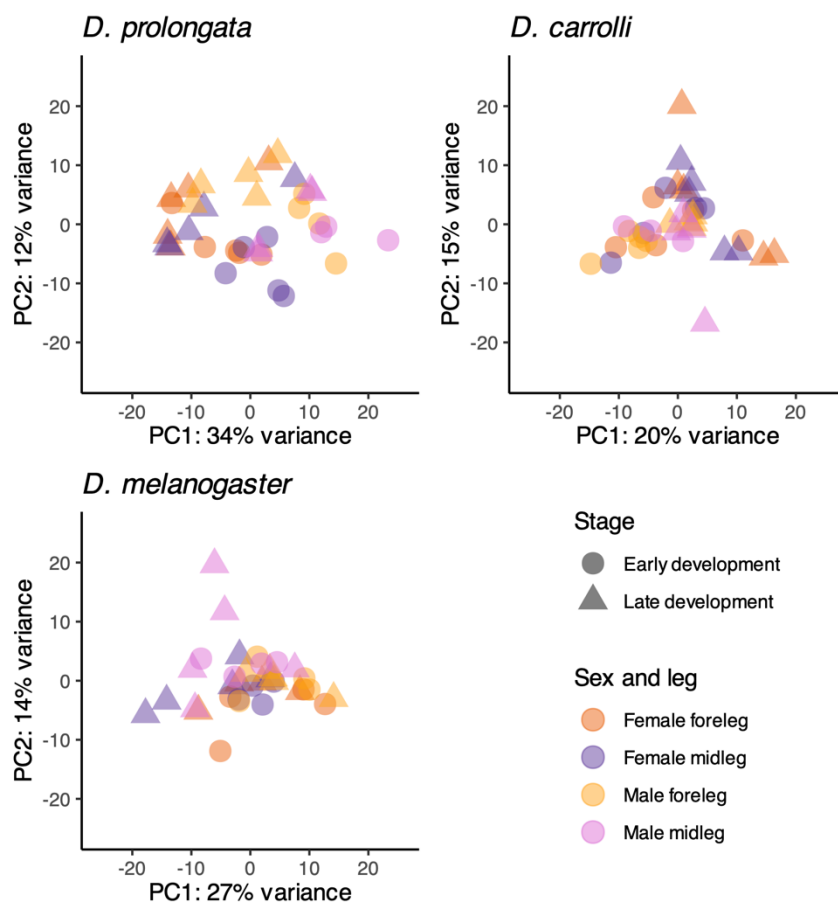 D. prolongata
20
10
0
-10
-20
PC2: 12% variance
-20 -10 0 10 20
PC1: 34% variance
D. carrolli
20
10
0
-10
-20
PC2: 15% variance
-20 -10 0 10 20
PC1: 20% variance
D. melanogaster
20
10
0
-10
-20
PC2: 14% variance
-20 -10 0 10 20
PC1: 27% variance
Stage
Early development
Late development
Sex and leg
Female foreleg
Female midleg
Male foreleg
Male midleg